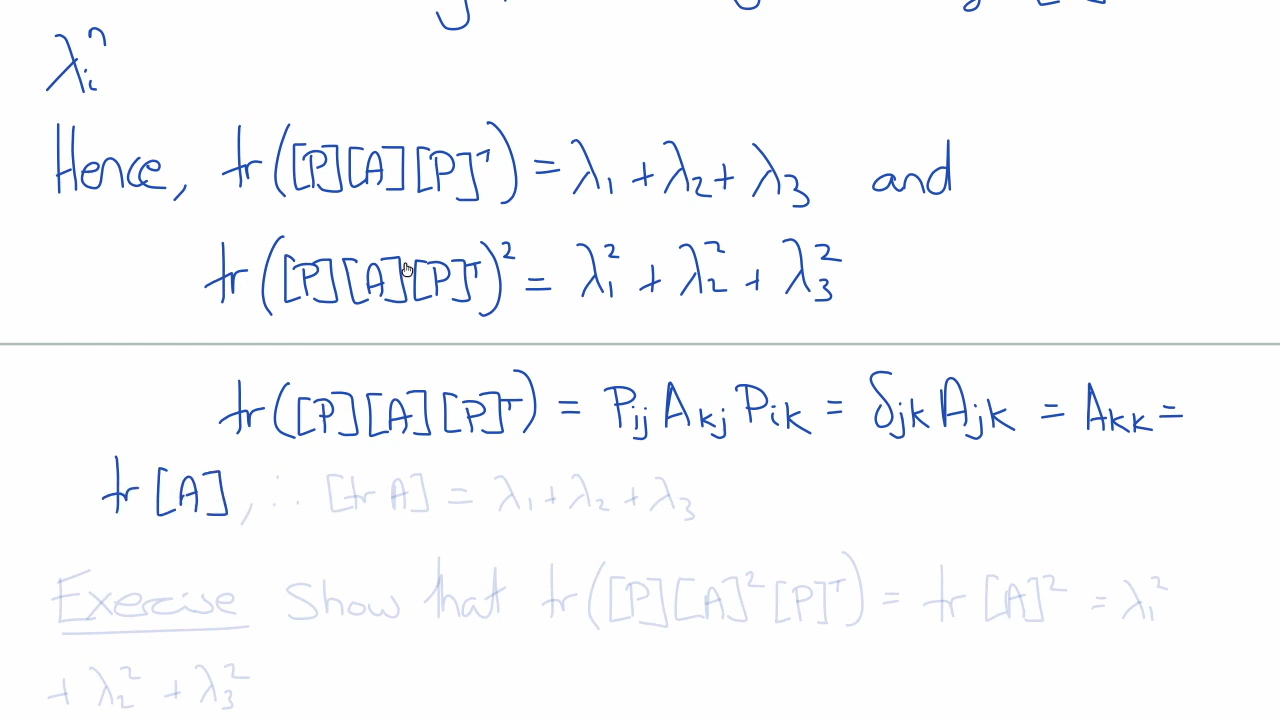 λᵢⁿ
Hence, tr([P][A][P]ᵀ) = λ₁ + λ₂ + λ₃ and
tr([P][A][P]ᵀ)² = λ₁² + λ₂² + λ₃²
tr([P][A][P]ᵀ) = Pᵢⱼ Aₖⱼ Pᵢₖ = δⱼₖ Aⱼₖ = Aₖₖ =
tr [A], ∴ [tr A] = λ₁ + λ₂ + λ₃
Exercise Show that tr([P][A]²[P]ᵀ) = tr [A]² = λ₁²
+ λ₂² + λ₃²